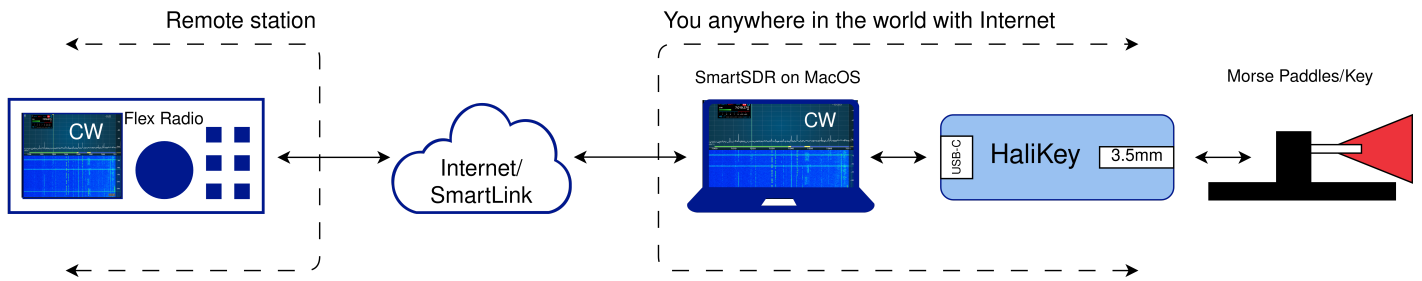 Remote station
You anywhere in the world with Internet
SmartSDR on MacOS
Morse Paddles/Key
Flex Radio
CW
CW
Internet/
SmartLink
USB-C
HaliKey
3.5mm